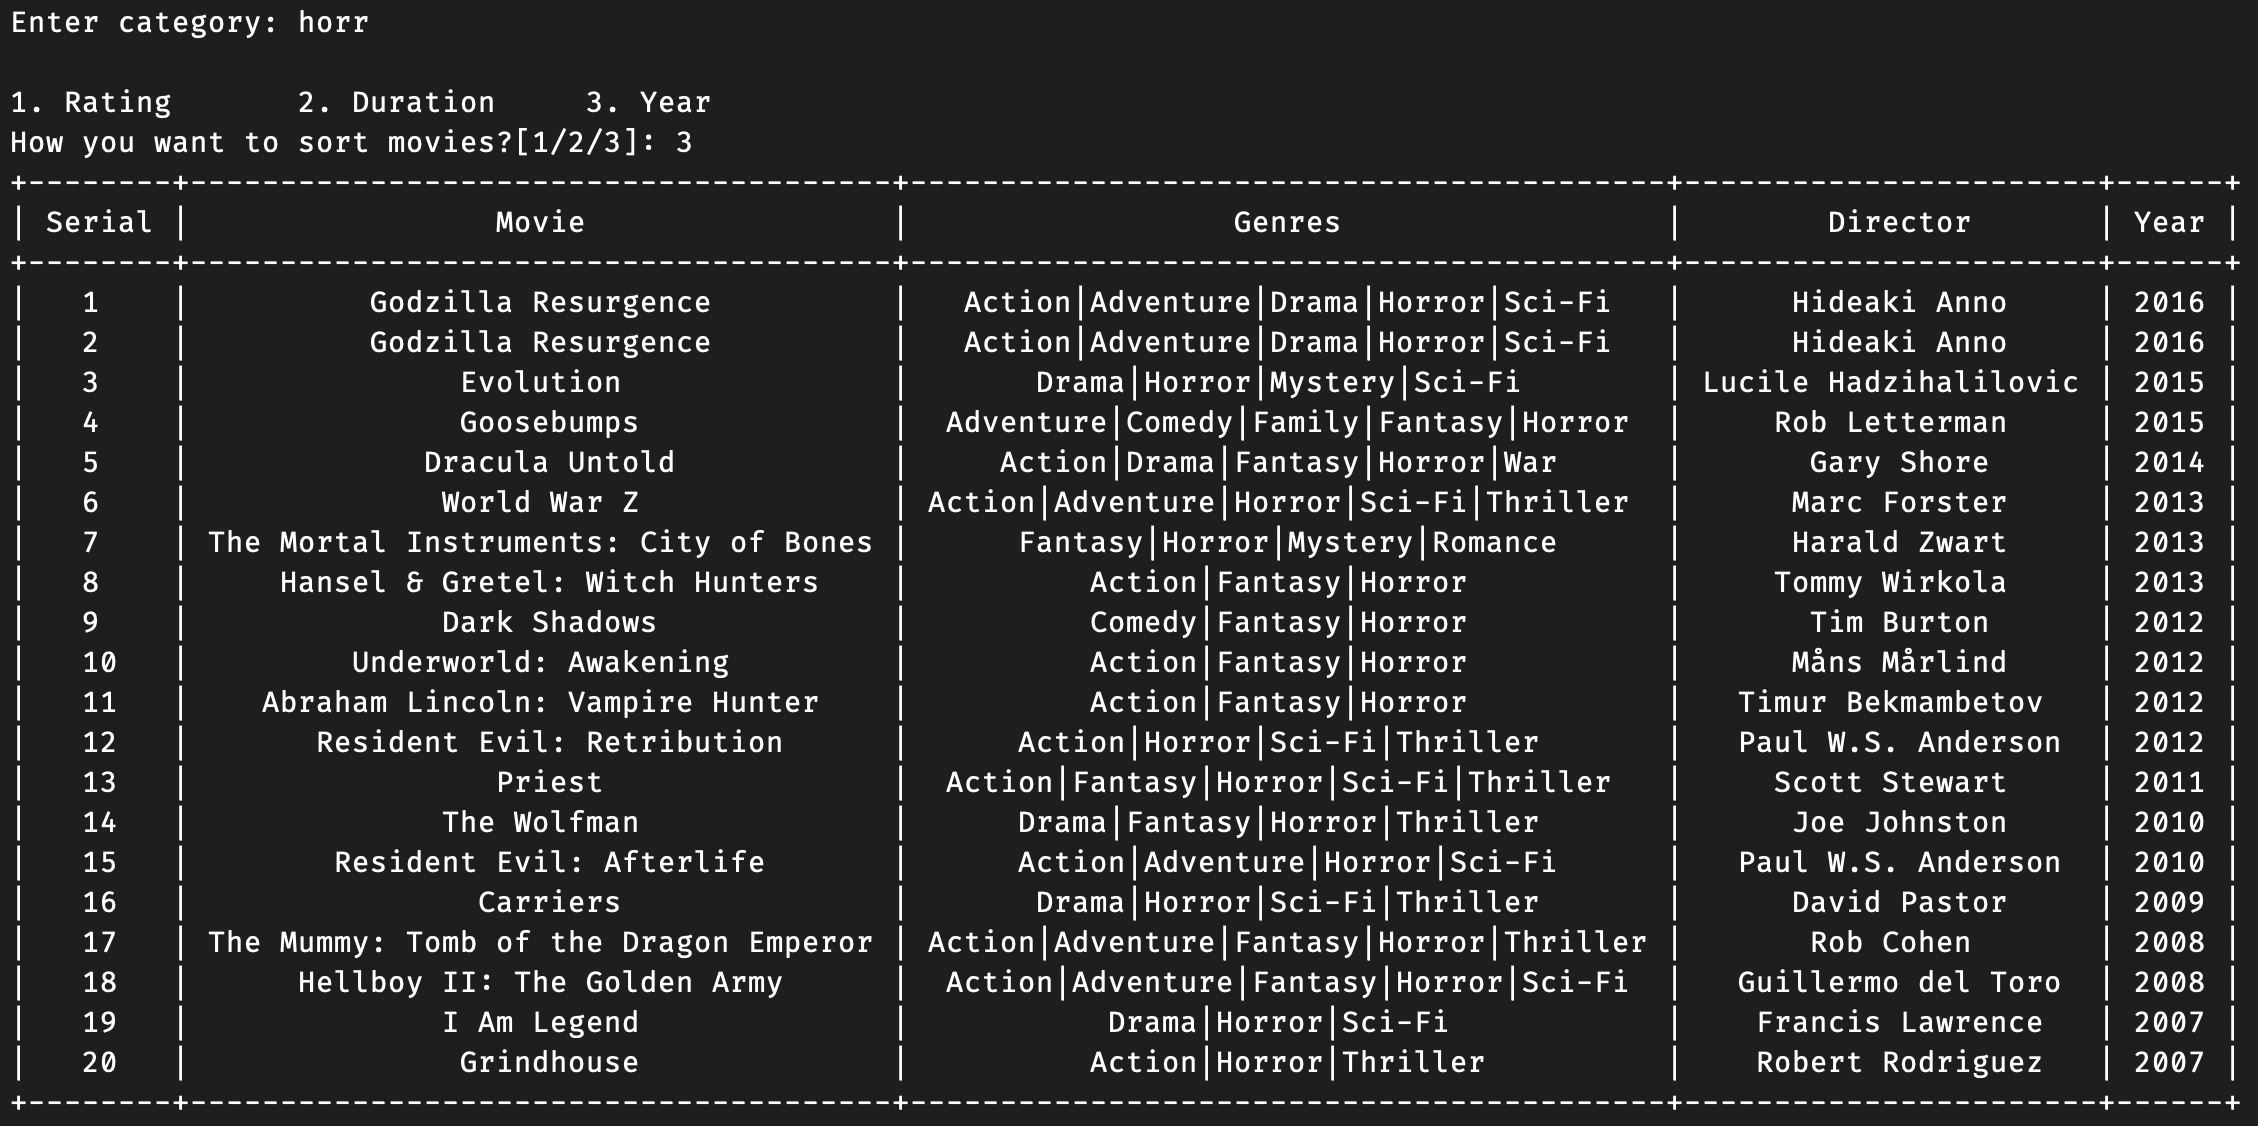 Enter category: horr
1. Rating       2. Duration     3. Year
How you want to sort movies?[1/2/3]: 3
+--------+---------------------------------------+------------------------------------------+-----------------------+------+
| Serial |                 Movie                 |                  Genres                  |        Director       | Year |
+--------+---------------------------------------+------------------------------------------+-----------------------+------+
|   1    |          Godzilla Resurgence          |   Action|Adventure|Drama|Horror|Sci-Fi   |      Hideaki Anno     | 2016 |
|   2    |          Godzilla Resurgence          |   Action|Adventure|Drama|Horror|Sci-Fi   |      Hideaki Anno     | 2016 |
|   3    |               Evolution               |       Drama|Horror|Mystery|Sci-Fi        | Lucile Hadzihalilovic | 2015 |
|   4    |               Goosebumps              |  Adventure|Comedy|Family|Fantasy|Horror  |     Rob Letterman     | 2015 |
|   5    |             Dracula Untold            |     Action|Drama|Fantasy|Horror|War      |       Gary Shore      | 2014 |
|   6    |              World War Z              | Action|Adventure|Horror|Sci-Fi|Thriller  |      Marc Forster     | 2013 |
|   7    | The Mortal Instruments: City of Bones |      Fantasy|Horror|Mystery|Romance      |      Harald Zwart     | 2013 |
|   8    |     Hansel & Gretel: Witch Hunters    |          Action|Fantasy|Horror           |     Tommy Wirkola     | 2013 |
|   9    |              Dark Shadows             |          Comedy|Fantasy|Horror           |       Tim Burton      | 2012 |
|   10   |         Underworld: Awakening         |          Action|Fantasy|Horror           |      Måns Mårlind     | 2012 |
|   11   |    Abraham Lincoln: Vampire Hunter    |          Action|Fantasy|Horror           |   Timur Bekmambetov   | 2012 |
|   12   |       Resident Evil: Retribution      |      Action|Horror|Sci-Fi|Thriller       |   Paul W.S. Anderson  | 2012 |
|   13   |                 Priest                |  Action|Fantasy|Horror|Sci-Fi|Thriller   |     Scott Stewart     | 2011 |
|   14   |              The Wolfman              |      Drama|Fantasy|Horror|Thriller       |      Joe Johnston     | 2010 |
|   15   |        Resident Evil: Afterlife       |      Action|Adventure|Horror|Sci-Fi      |   Paul W.S. Anderson  | 2010 |
|   16   |                Carriers               |       Drama|Horror|Sci-Fi|Thriller       |      David Pastor     | 2009 |
|   17   | The Mummy: Tomb of the Dragon Emperor | Action|Adventure|Fantasy|Horror|Thriller |       Rob Cohen       | 2008 |
|   18   |      Hellboy II: The Golden Army      |  Action|Adventure|Fantasy|Horror|Sci-Fi  |   Guillermo del Toro  | 2008 |
|   19   |              I Am Legend              |           Drama|Horror|Sci-Fi            |    Francis Lawrence   | 2007 |
|   20   |               Grindhouse              |          Action|Horror|Thriller          |    Robert Rodriguez   | 2007 |
+--------+---------------------------------------+------------------------------------------+-----------------------+------+